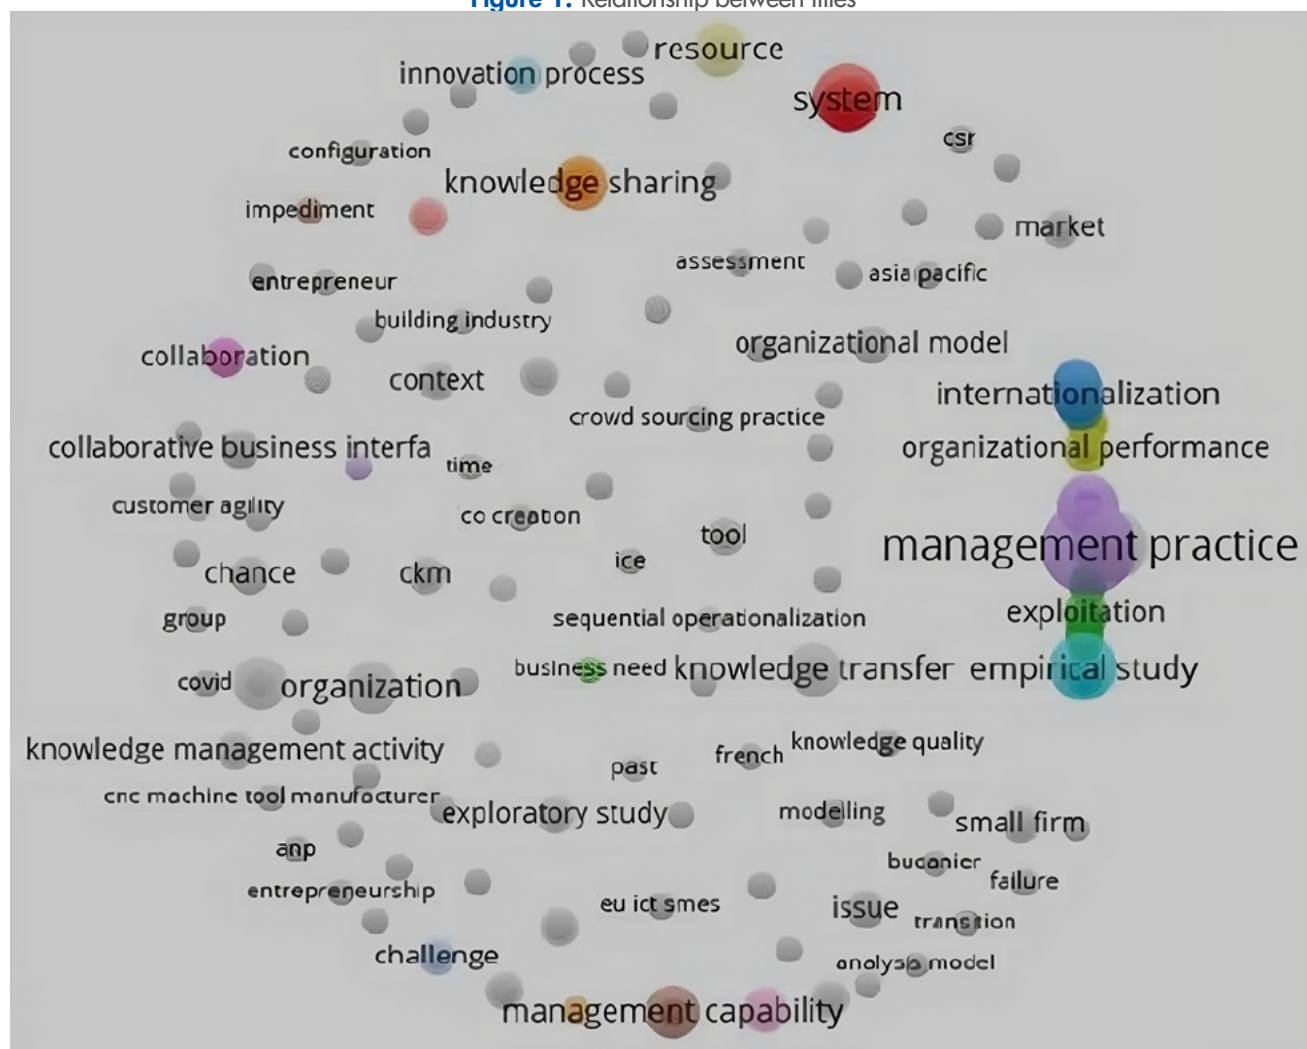 Figure 1. Relationship between titles
resource
innovation process
system
csr
configuration
knowledge sharing
impediment
market
assessment
asia pacific
entrepreneur
building industry
organizational model
collaboration
context
internationalization
crowd sourcing practice
collaborative business interfa
organizational performance
time
customer agility
co creation
tool
management practice
ice
chance
ckm
exploitation
group
sequential operationalization
business need
knowledge transfer
empirical study
covid
organization
knowledge quality
knowledge management activity
french
past
cnc machine tool manufacturer
exploratory study
modelling
small firm
anp
failure
entrepreneurship
eu ict smes
issue
transition
challenge
analysis model
management capability